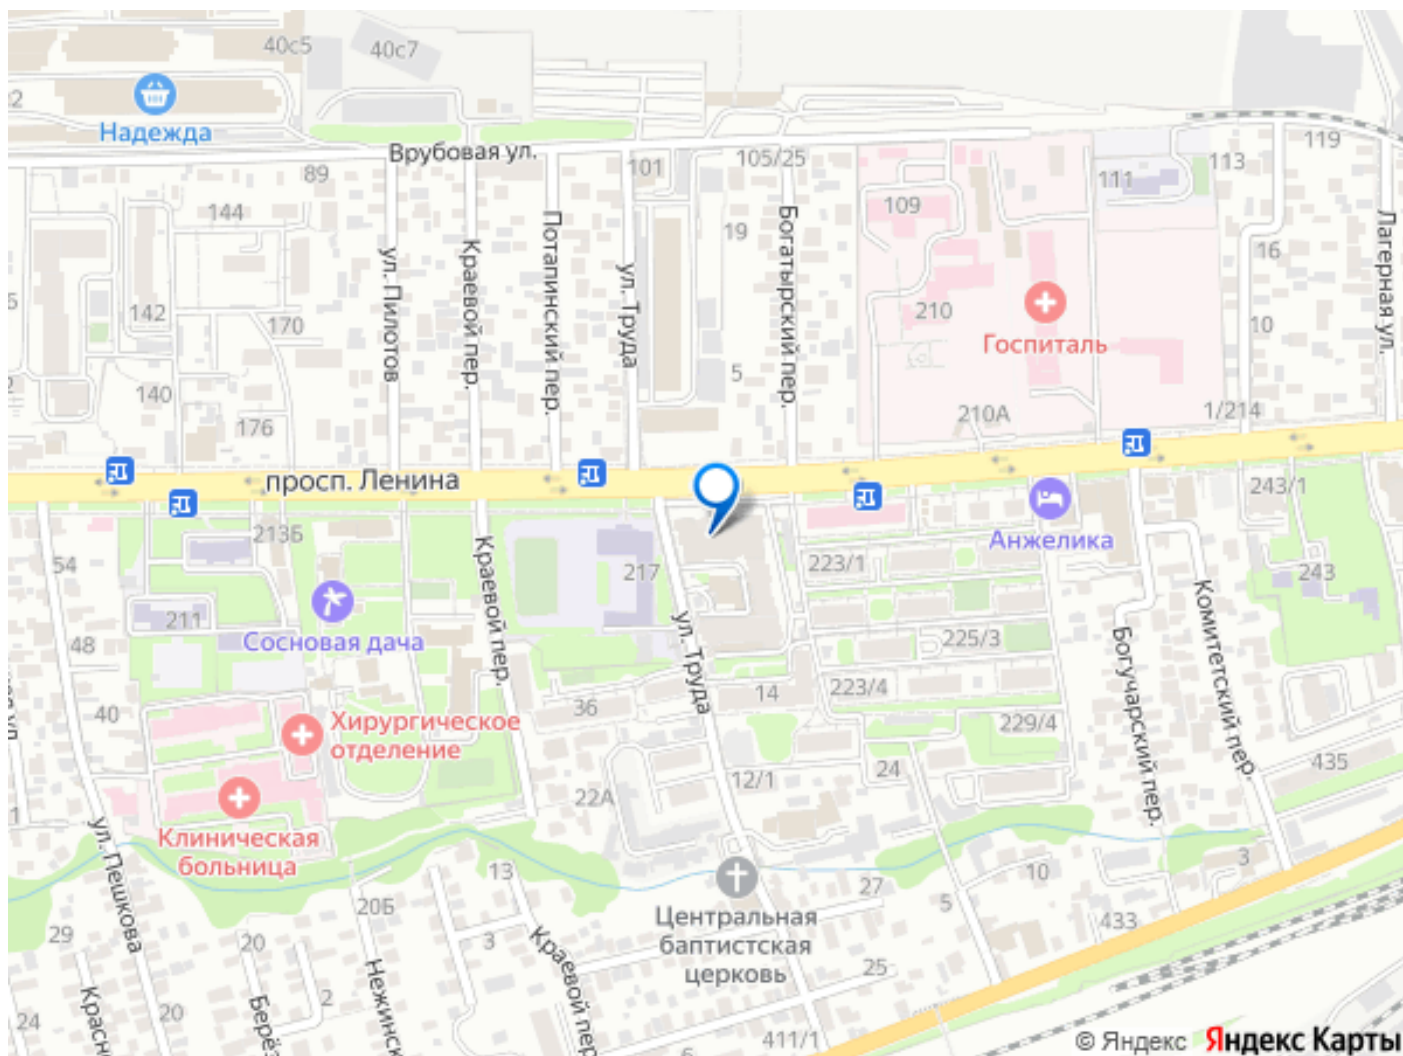 40с5
40с7
2
Надежда
Врубовая ул.
89
101
105/25
119
113
111
144
109
19
Потапинский пер.
Краевой пер.
ул. Пилотов
ул. Труда
Богатырский пер.
16
Лагерная ул.
142
170
210
10
Госпиталь
5
140
176
210А
1/214
просп. Ленина
243/1
213Б
Анжелика
54
217
223/1
243
Краевой пер.
ул. Труда
Комитетский пер.
211
Сосновая дача
48
225/3
Богучарский пер.
14
223/4
40
36
Хирургическое
отделение
229/4
435
24
12/1
22А
1
Клиническая
больница
ул. Пешкова
3
13
10
27
20Б
Центральная
баптистская
церковь
5
433
29
20
3
Краевой пер.
25
Нежинск
Красн
Берёз
2
20
24
411/1
© Яндекс Яндекс Карты